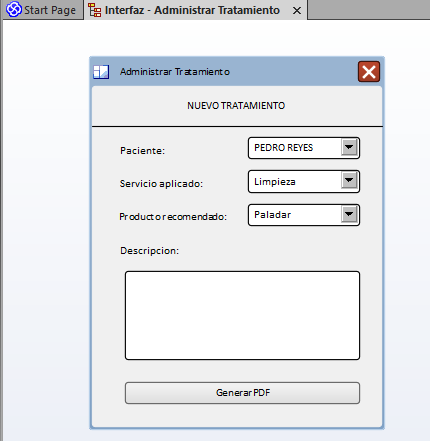 Start Page
Interfaz - Administrar Tratamiento
Administrar Tratamiento
NUEVO TRATAMIENTO
Paciente: PEDRO REYES
Servicio aplicado: Limpieza
Producto recomendado: Paladar
Descripcion:
Generar PDF